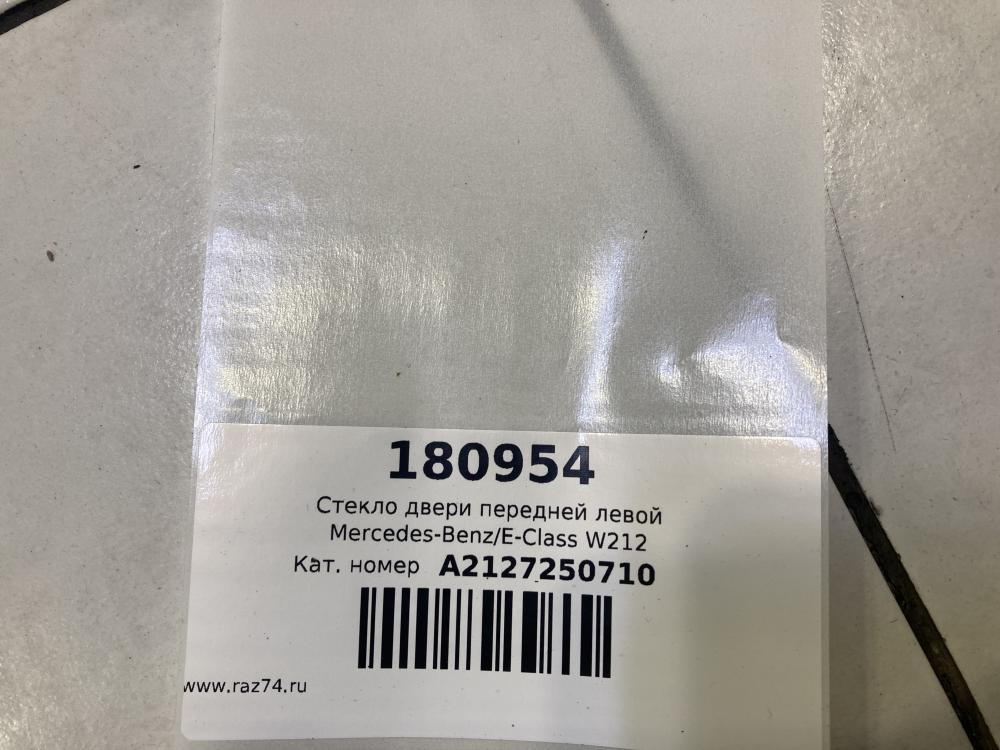 180954
Стекло двери передней левой
Mercedes-Benz/E-Class W212
Кат. номер A2127250710
www.raz74.ru